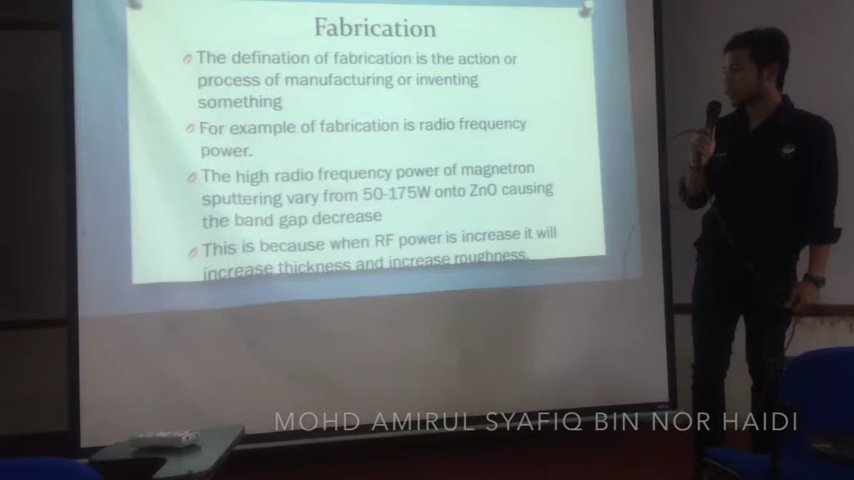 Fabrication
The defination of fabrication is the action or
process of manufacturing or inventing
something
For example of fabrication is radio frequency
power.
The high radio frequency power of magnetron
sputtering vary from 50-175W onto ZnO causing
the band gap decrease
This is because when RF power is increase it will
increase thickness and increase roughness.
MOHD AMIRUL SYAFIQ BIN NOR HAIDI